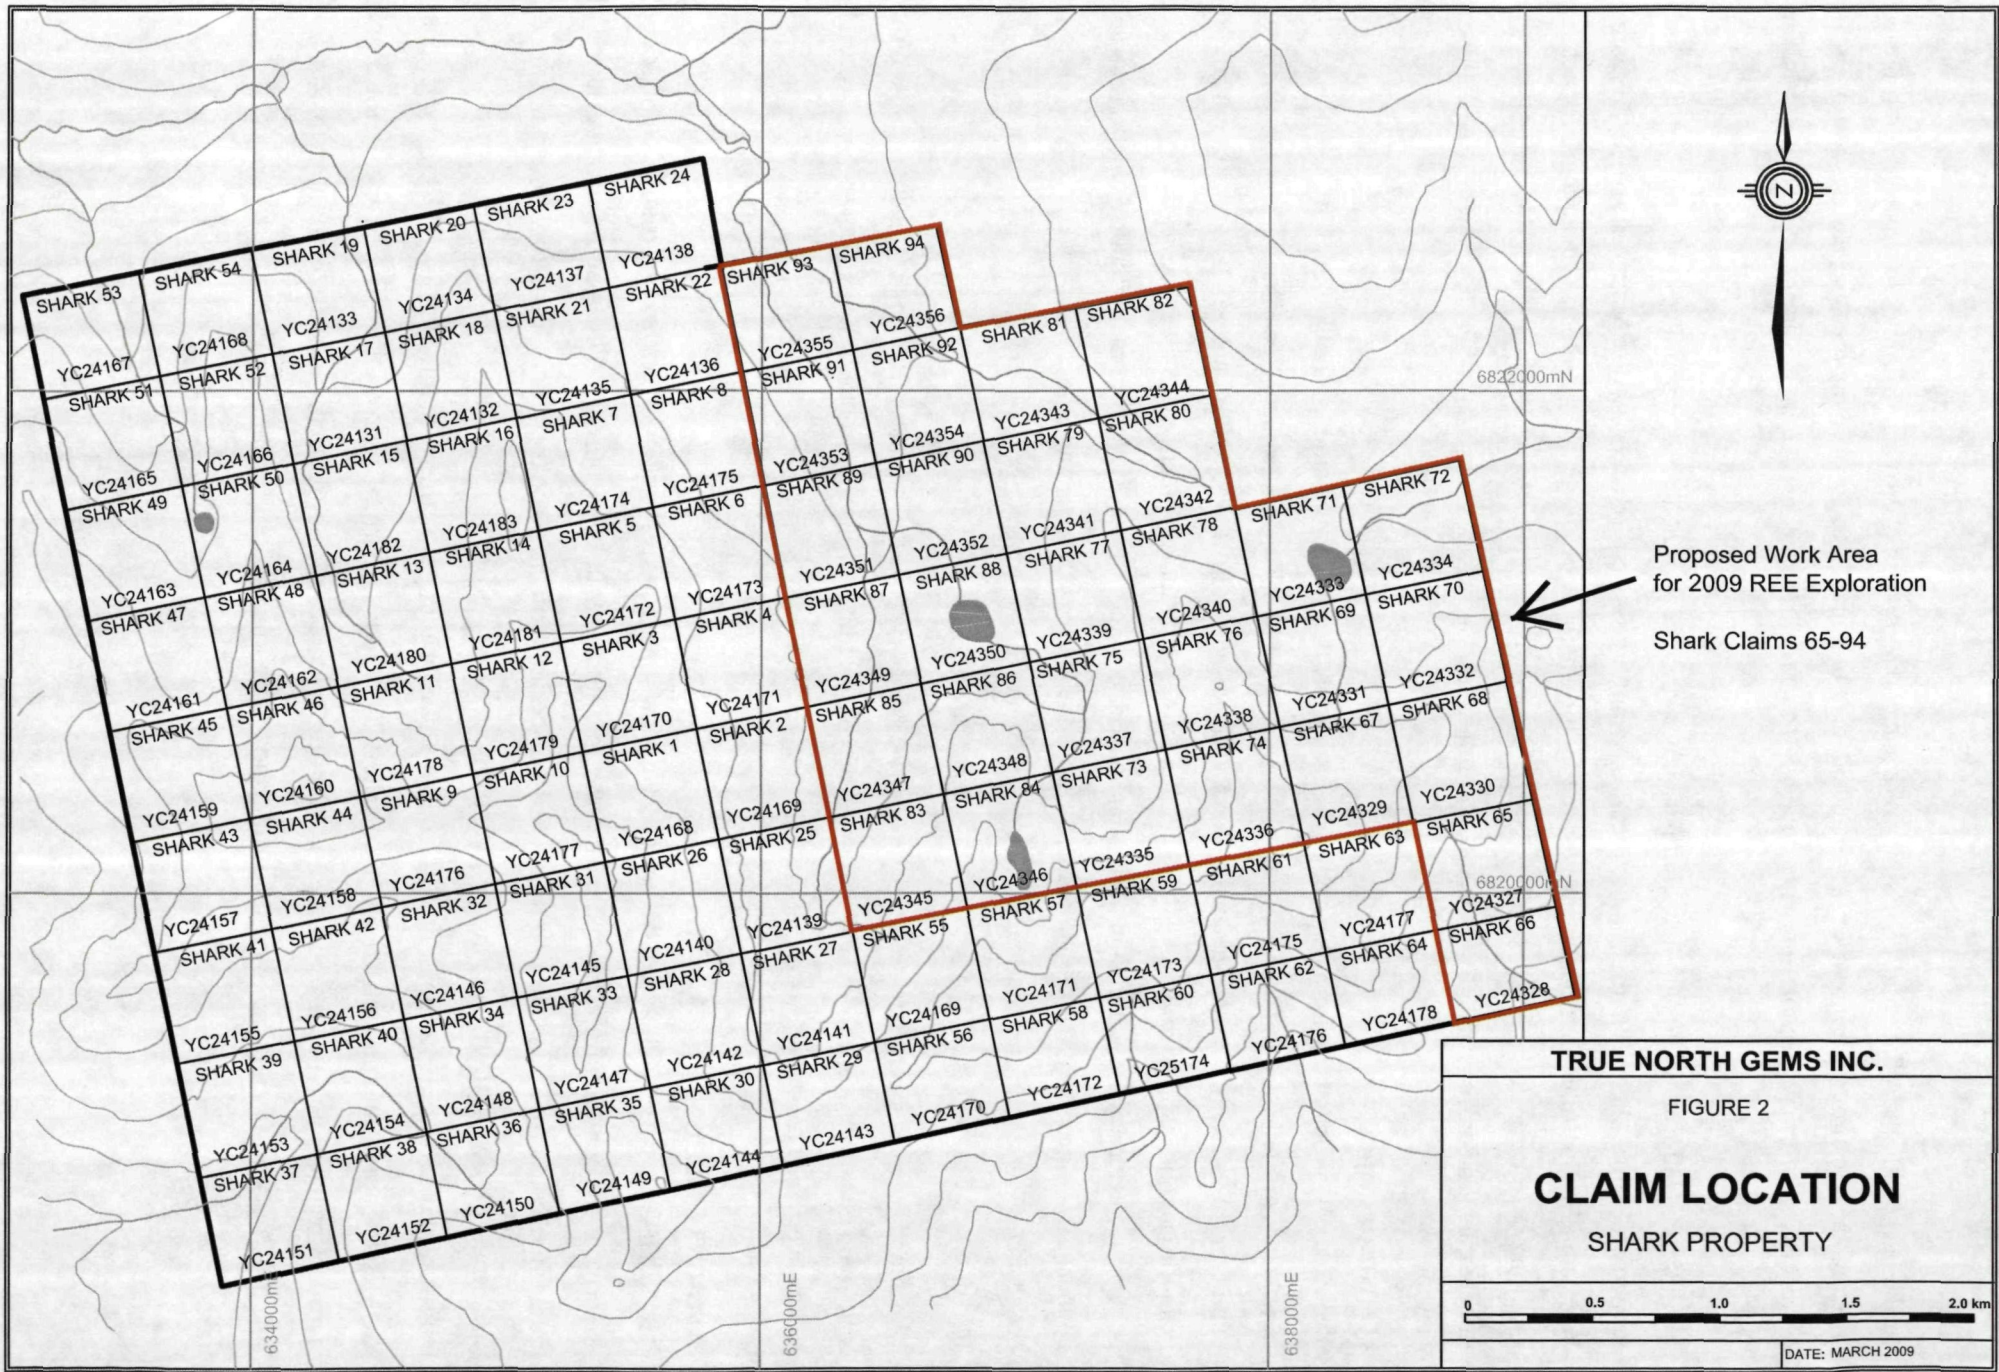 SHARK 53 SHARK 54 SHARK 19 SHARK 20 SHARK 23 SHARK 24
YC24167 YC24168 YC24133 YC24134 YC24137 YC24138
SHARK 51 SHARK 52 SHARK 17 SHARK 18 SHARK 21 SHARK 22 SHARK 93 SHARK 94
YC24165 YC24166 YC24131 YC24132 YC24135 YC24136 YC24355 YC24356
SHARK 49 SHARK 50 SHARK 15 SHARK 16 SHARK 7 SHARK 8 SHARK 91 SHARK 92 SHARK 81 SHARK 82
YC24163 YC24164 YC24182 YC24183 YC24174 YC24175 YC24353 YC24354 YC24343 YC24344
SHARK 47 SHARK 48 SHARK 13 SHARK 14 SHARK 5 SHARK 6 SHARK 89 SHARK 90 SHARK 79 SHARK 80
YC24161 YC24162 YC24180 YC24181 YC24172 YC24173 YC24351 YC24352 YC24341 YC24342
SHARK 45 SHARK 46 SHARK 11 SHARK 12 SHARK 3 SHARK 4 SHARK 87 SHARK 88 SHARK 77 SHARK 78 SHARK 71 SHARK 72
YC24159 YC24160 YC24178 YC24179 YC24170 YC24171 YC24349 YC24350 YC24339 YC24340 YC24333 YC24334
SHARK 43 SHARK 44 SHARK 9 SHARK 10 SHARK 1 SHARK 2 SHARK 85 SHARK 86 SHARK 75 SHARK 76 SHARK 69 SHARK 70
YC24157 YC24158 YC24176 YC24177 YC24168 YC24169 YC24347 YC24348 YC24337 YC24338 YC24331 YC24332
SHARK 41 SHARK 42 SHARK 32 SHARK 31 SHARK 26 SHARK 25 SHARK 83 SHARK 84 SHARK 73 SHARK 74 SHARK 67 SHARK 68
YC24155 YC24156 YC24146 YC24145 YC24140 YC24139 YC24345 YC24346 YC24335 YC24336 YC24329 YC24330
SHARK 39 SHARK 40 SHARK 34 SHARK 33 SHARK 28 SHARK 27 SHARK 55 SHARK 57 SHARK 59 SHARK 61 SHARK 63 SHARK 65
YC24153 YC24154 YC24148 YC24147 YC24142 YC24141 YC24169 YC24171 YC24173 YC24175 YC24177 YC24327
SHARK 37 SHARK 38 SHARK 36 SHARK 35 SHARK 30 SHARK 29 SHARK 56 SHARK 58 SHARK 60 SHARK 62 SHARK 64 SHARK 66
YC24151 YC24152 YC24150 YC24149 YC24144 YC24143 YC24170 YC24172 YC25174 YC24176 YC24178 YC24328
6822000mN
6820000mN
634000mE
636000mE
638000mE
N
Proposed Work Area
for 2009 REE Exploration
Shark Claims 65-94
TRUE NORTH GEMS INC.
FIGURE 2
CLAIM LOCATION
SHARK PROPERTY
0 0.5 1.0 1.5 2.0 km
DATE: MARCH 2009